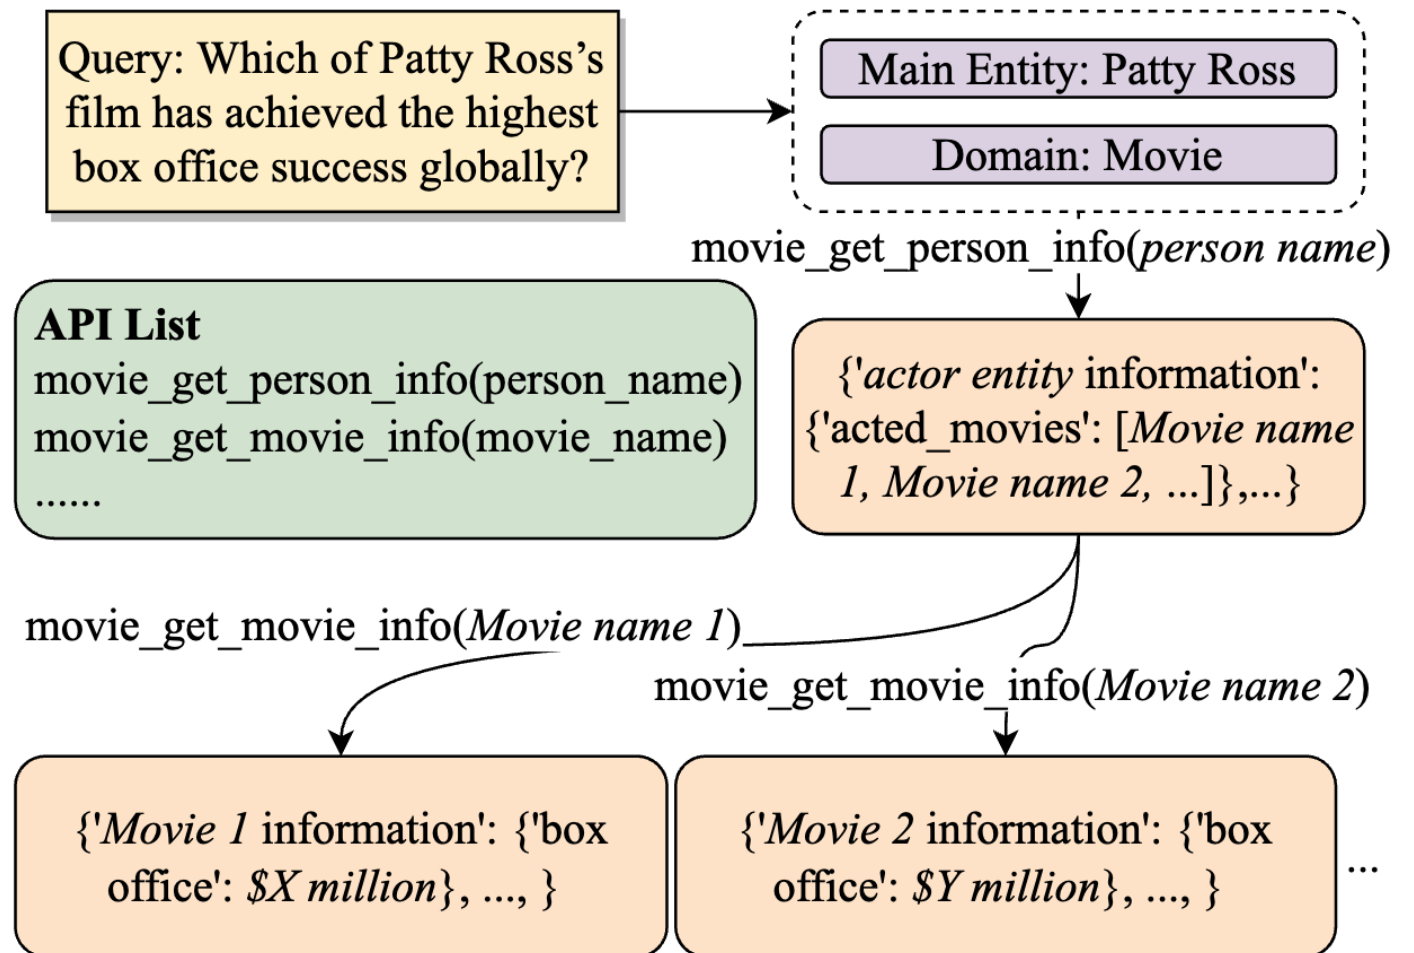 Query: Which of Patty Ross’s
film has achieved the highest
box office success globally?
Main Entity: Patty Ross
Domain: Movie
movie_get_person_info(person name)
API List
movie_get_person_info(person_name)
movie_get_movie_info(movie_name)
......
{'actor entity information':
{'acted_movies': [Movie name
1, Movie name 2, ...]},...}
movie_get_movie_info(Movie name 1)
movie_get_movie_info(Movie name 2)
{'Movie 1 information': {'box
office': $X million}, ..., }
{'Movie 2 information': {'box
office': $Y million}, ..., }
...